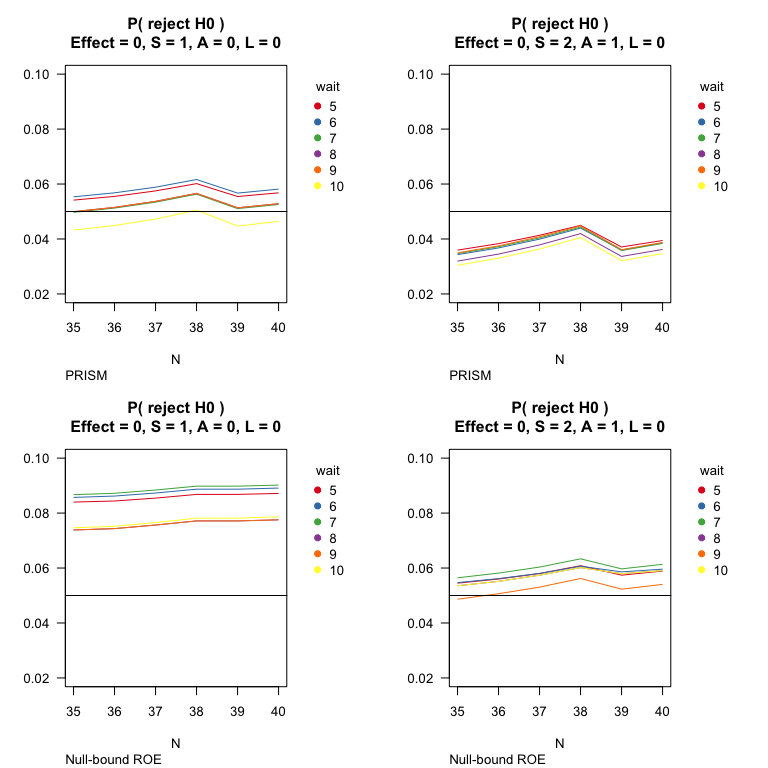 P( reject H0 )
Effect = 0, S = 1, A = 0, L = 0
0.10
0.08
0.06
0.04
0.02
35 36 37 38 39 40
N
PRISM
wait
5
6
7
8
9
10
P( reject H0 )
Effect = 0, S = 2, A = 1, L = 0
0.10
0.08
0.06
0.04
0.02
35 36 37 38 39 40
N
PRISM
wait
5
6
7
8
9
10
P( reject H0 )
Effect = 0, S = 1, A = 0, L = 0
0.10
0.08
0.06
0.04
0.02
35 36 37 38 39 40
N
Null-bound ROE
wait
5
6
7
8
9
10
P( reject H0 )
Effect = 0, S = 2, A = 1, L = 0
0.10
0.08
0.06
0.04
0.02
35 36 37 38 39 40
N
Null-bound ROE
wait
5
6
7
8
9
10